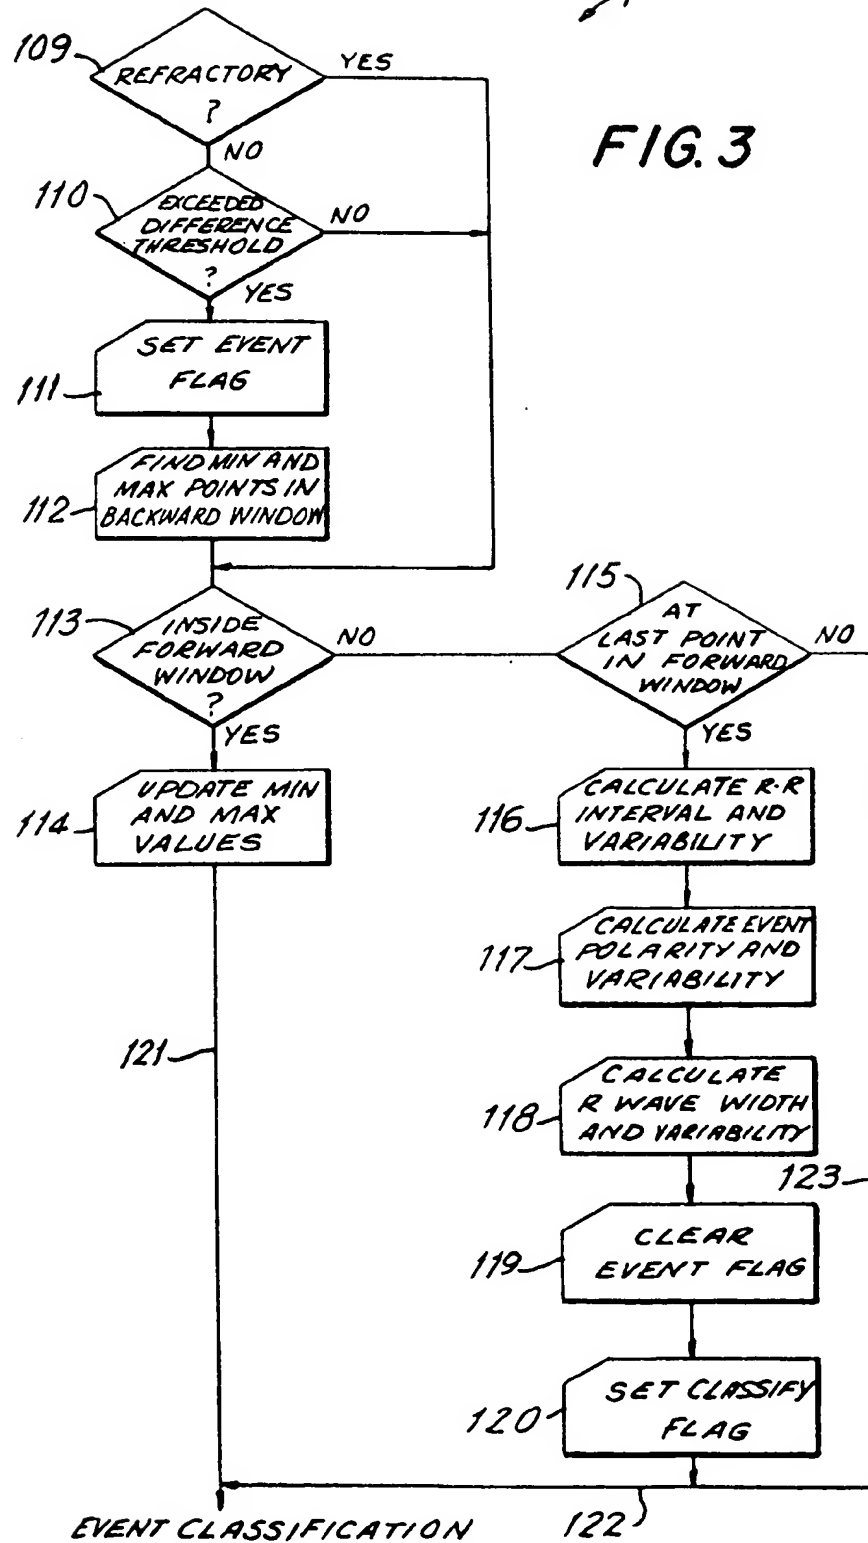 FIG. 3
109
REFRACTORY
?
YES
NO
110
EXCEEDED
DIFFERENCE
THRESHOLD
?
NO
YES
111
SET EVENT
FLAG
112
FIND MIN AND
MAX POINTS IN
BACKWARD WINDOW
113
INSIDE
FORWARD
WINDOW
?
NO
YES
114
UPDATE MIN
AND MAX
VALUES
115
AT
LAST POINT
IN FORWARD
WINDOW
NO
YES
116
CALCULATE R-R
INTERVAL AND
VARIABILITY
117
CALCULATE EVENT
POLARITY AND
VARIABILITY
118
CALCULATE
R WAVE WIDTH
AND VARIABILITY
119
CLEAR
EVENT FLAG
120
SET CLASSIFY
FLAG
121
123
122
EVENT CLASSIFICATION